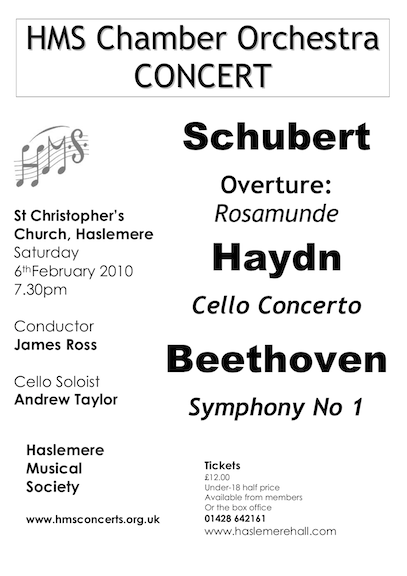 HMS Chamber Orchestra
CONCERT
HMS
St Christopher's
Church, Haslemere
Saturday
6thFebruary 2010
7.30pm
Conductor
James Ross
Cello Soloist
Andrew Taylor
Schubert
Overture:
Rosamunde
Haydn
Cello Concerto
Beethoven
Symphony No 1
Haslemere
Musical
Society
www.hmsconcerts.org.uk
Tickets
£12.00
Under-18 half price
Available from members
Or the box office
01428 642161
www.haslemerehall.com